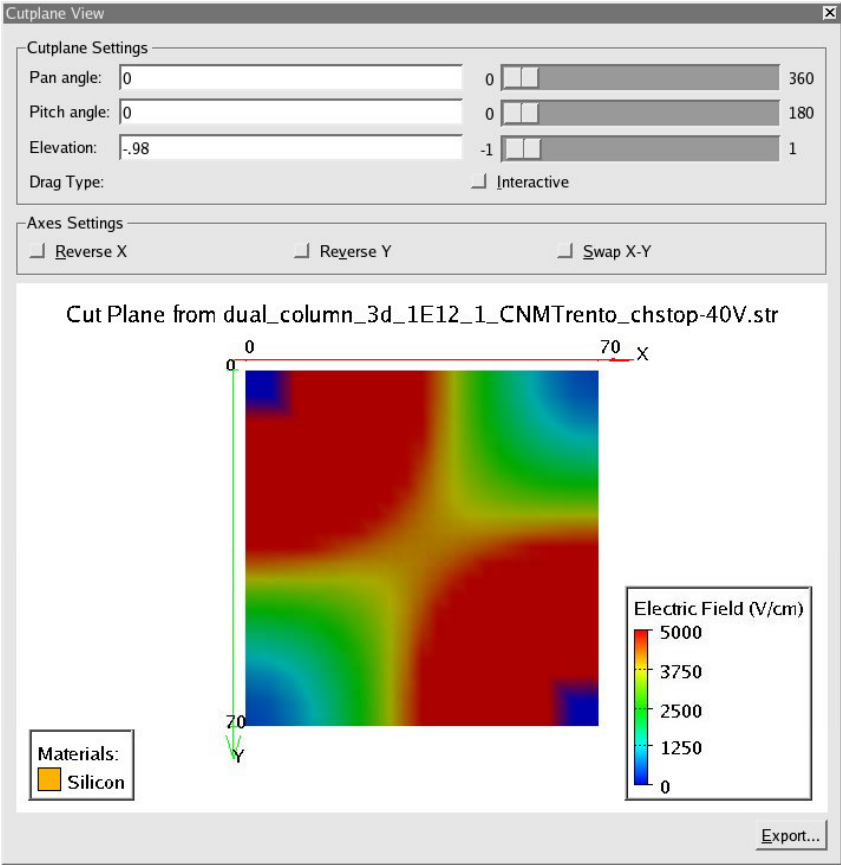 Cutplane View
Cutplane Settings
Pan angle: 0 0 360
Pitch angle: 0 0 180
Elevation: -.98 -1 1
Drag Type: Interactive
Axes Settings
Reverse X Reverse Y Swap X-Y
Cut Plane from dual_column_3d_1E12_1_CNMTrento_chstop-40V.str
0 70 X
0
70
Y
Electric Field (V/cm)
5000
3750
2500
1250
0
Materials:
Silicon
Export...